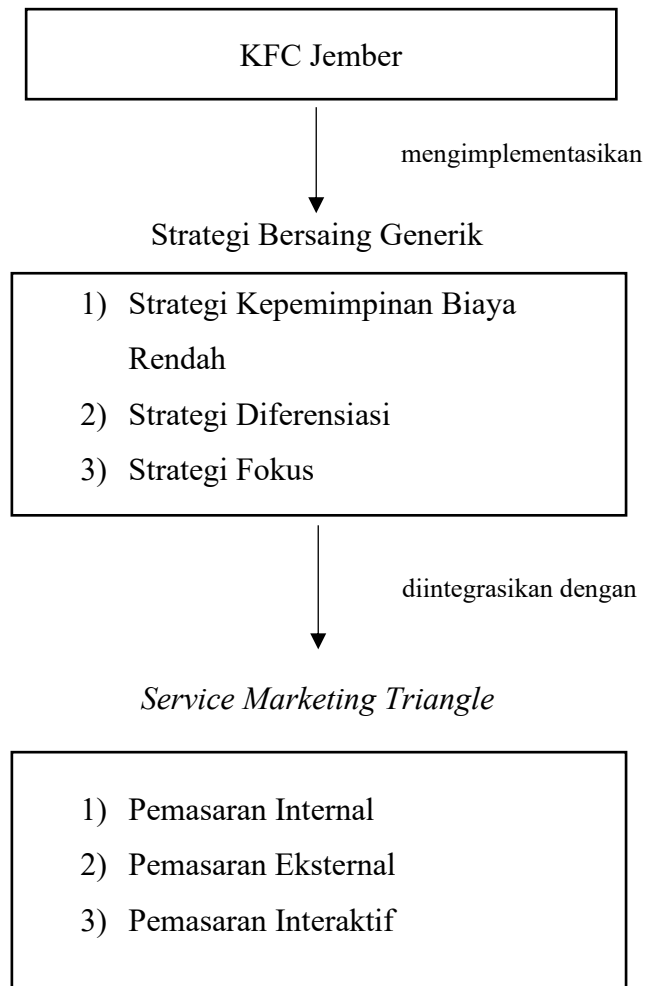 KFC Jember
mengimplementasikan
Strategi Bersaing Generik
1) Strategi Kepemimpinan Biaya
Rendah
2) Strategi Diferensiasi
3) Strategi Fokus
diintegrasikan dengan
Service Marketing Triangle
1) Pemasaran Internal
2) Pemasaran Eksternal
3) Pemasaran Interaktif